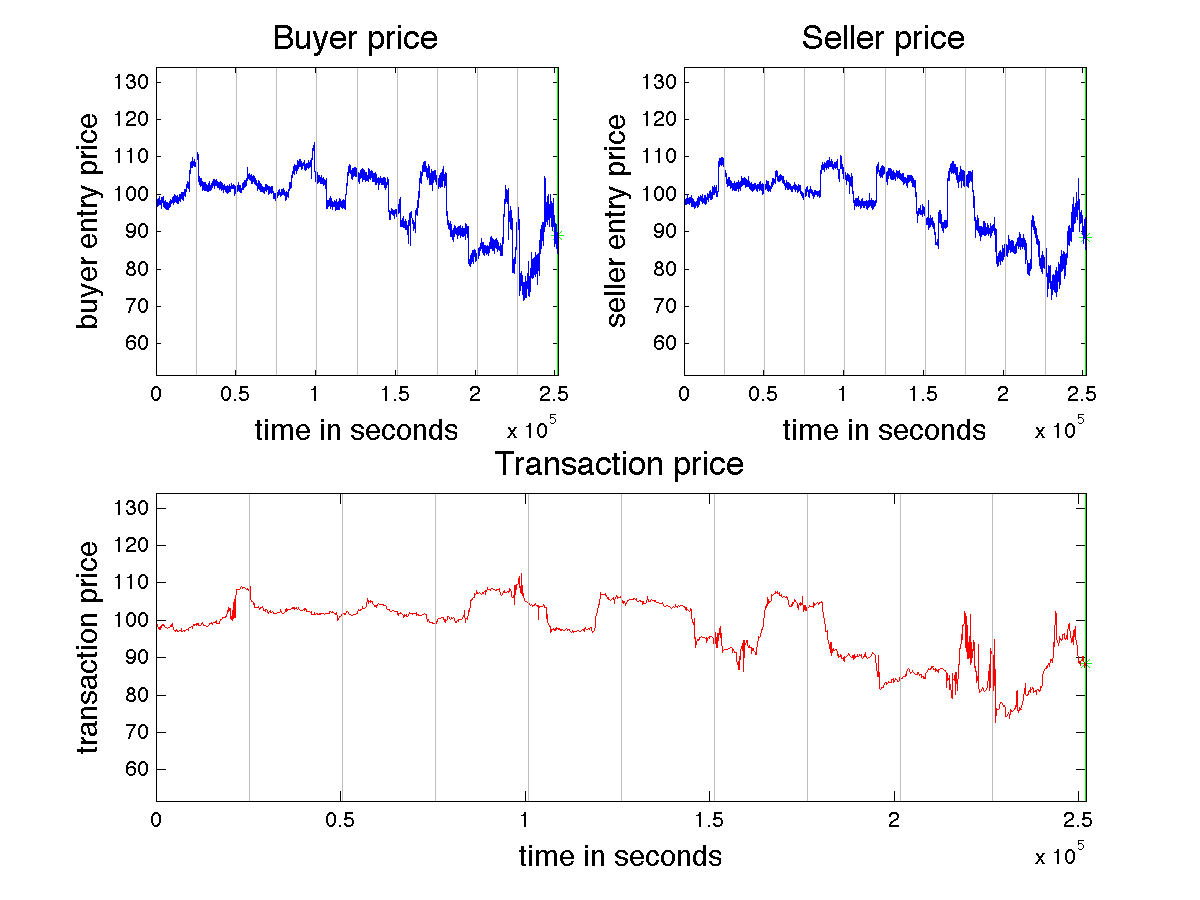 Buyer price
buyer entry price
130
120
110
100
90
80
70
60
0 0.5 1 1.5 2 2.5
x 10^5
time in seconds
Seller price
seller entry price
130
120
110
100
90
80
70
60
0 0.5 1 1.5 2 2.5
x 10^5
time in seconds
Transaction price
transaction price
130
120
110
100
90
80
70
60
0 0.5 1 1.5 2 2.5
x 10^5
time in seconds